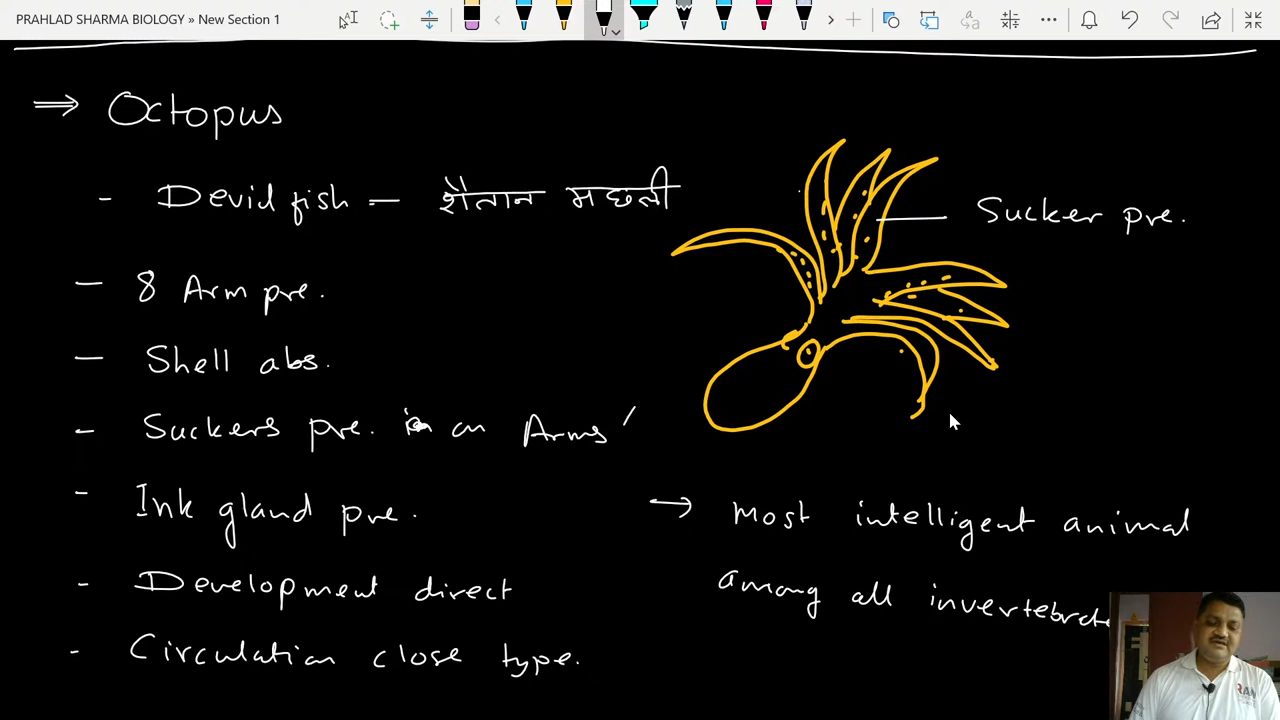 PRAHLAD SHARMA BIOLOGY » New Section 1
⇒ Octopus
- Devil fish – शैतान मछली
- 8 Arm pre.
- Shell abs.
- Suckers pre. on Arms
- Ink gland pre.
- Development direct
- Circulation close type.
Sucker pre.
→ Most intelligent animal
among all invertebrate